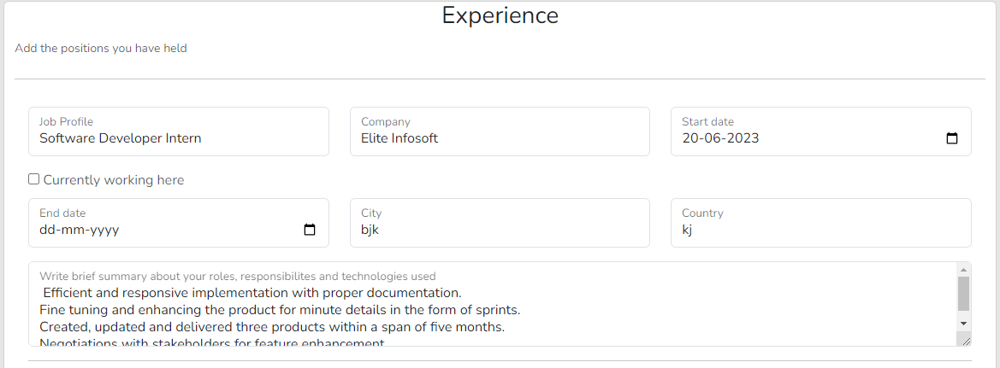 Experience
Add the positions you have held
Job Profile
Software Developer Intern
Company
Elite Infosoft
Start date
20-06-2023
Currently working here
End date
dd-mm-yyyy
City
bjk
Country
kj
Write brief summary about your roles, responsibilites and technologies used
Efficient and responsive implementation with proper documentation.
Fine tuning and enhancing the product for minute details in the form of sprints.
Created, updated and delivered three products within a span of five months.
Negotiations with stakeholders for feature enhancement